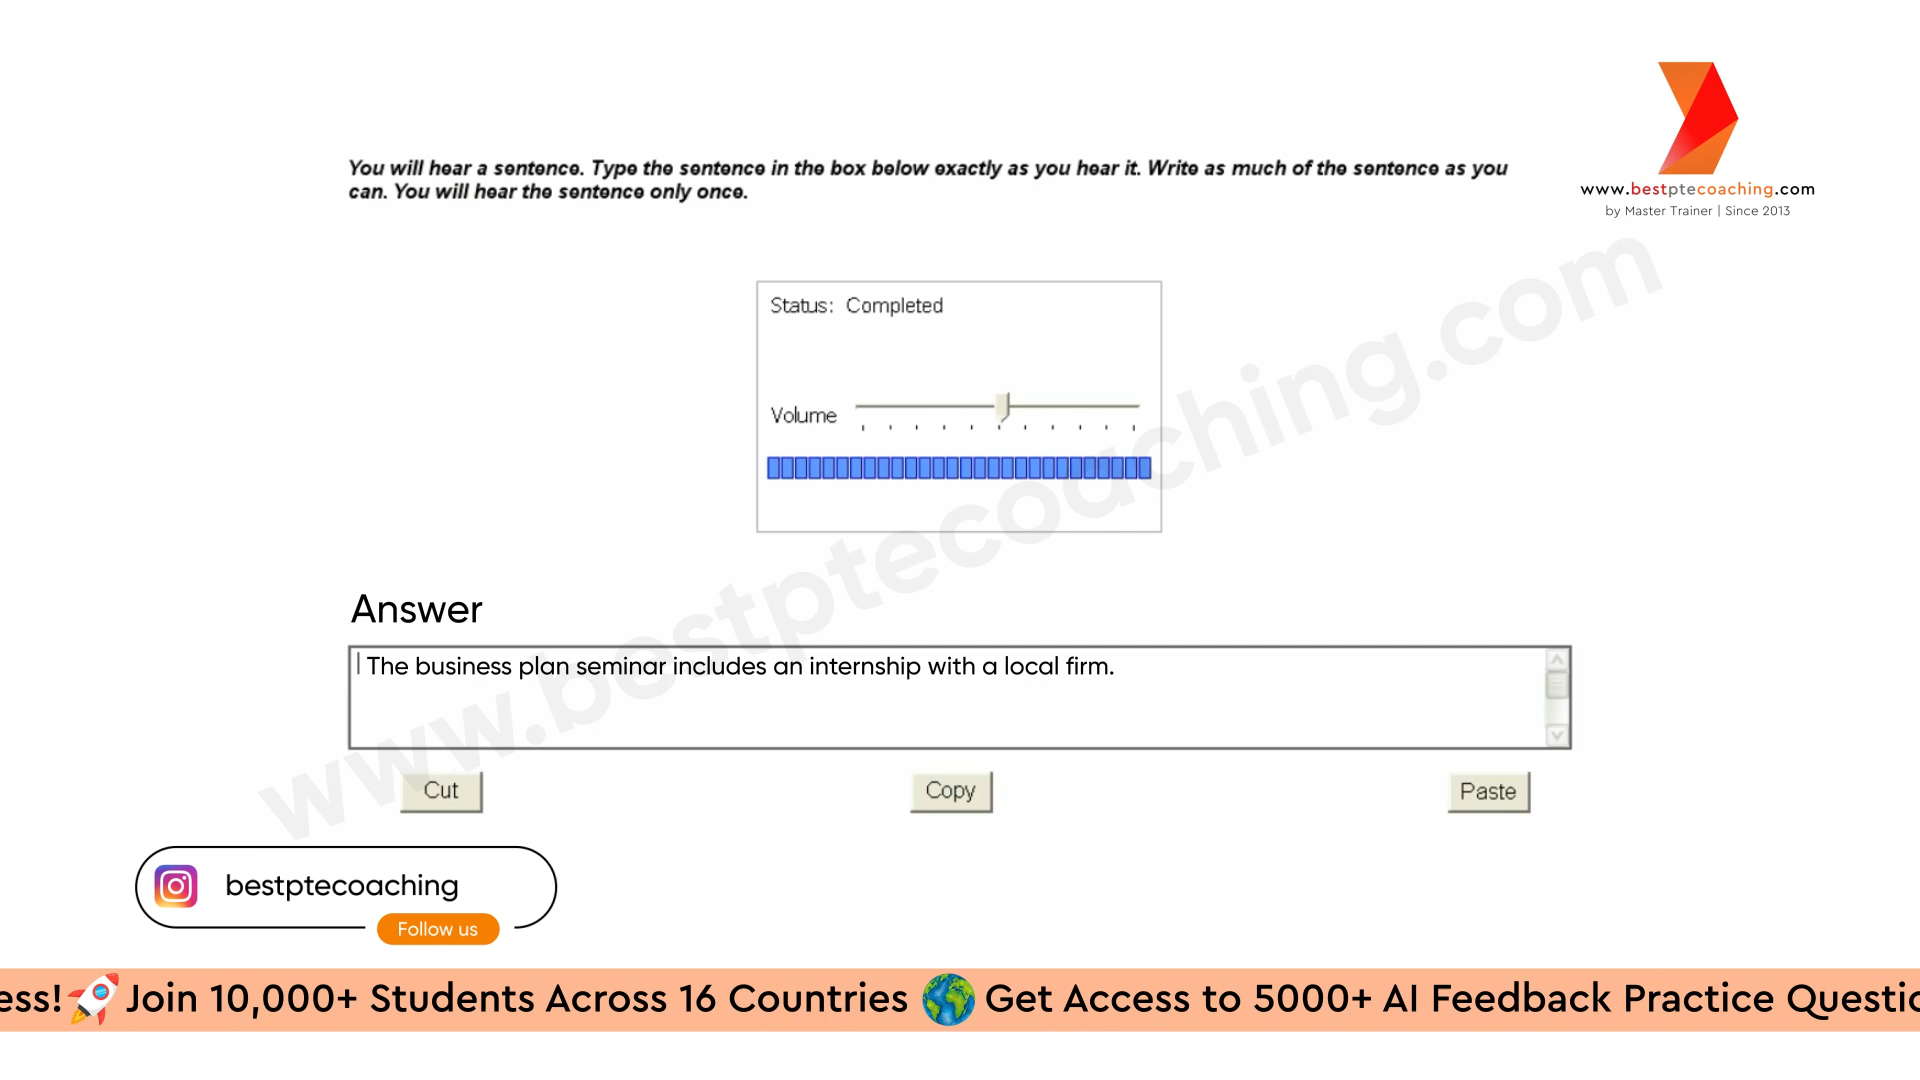 You will hear a sentence. Type the sentence in the box below exactly as you hear it. Write as much of the sentence as you
can. You will hear the sentence only once.
www.bestptecoaching.com
by Master Trainer | Since 2013
Status: Completed
Volume
www.bestptecoaching.com
Answer
The business plan seminar includes an internship with a local firm.
Cut
Copy
Paste
bestptecoaching
Follow us
ess! 🚀 Join 10,000+ Students Across 16 Countries 🌍 Get Access to 5000+ AI Feedback Practice Questio